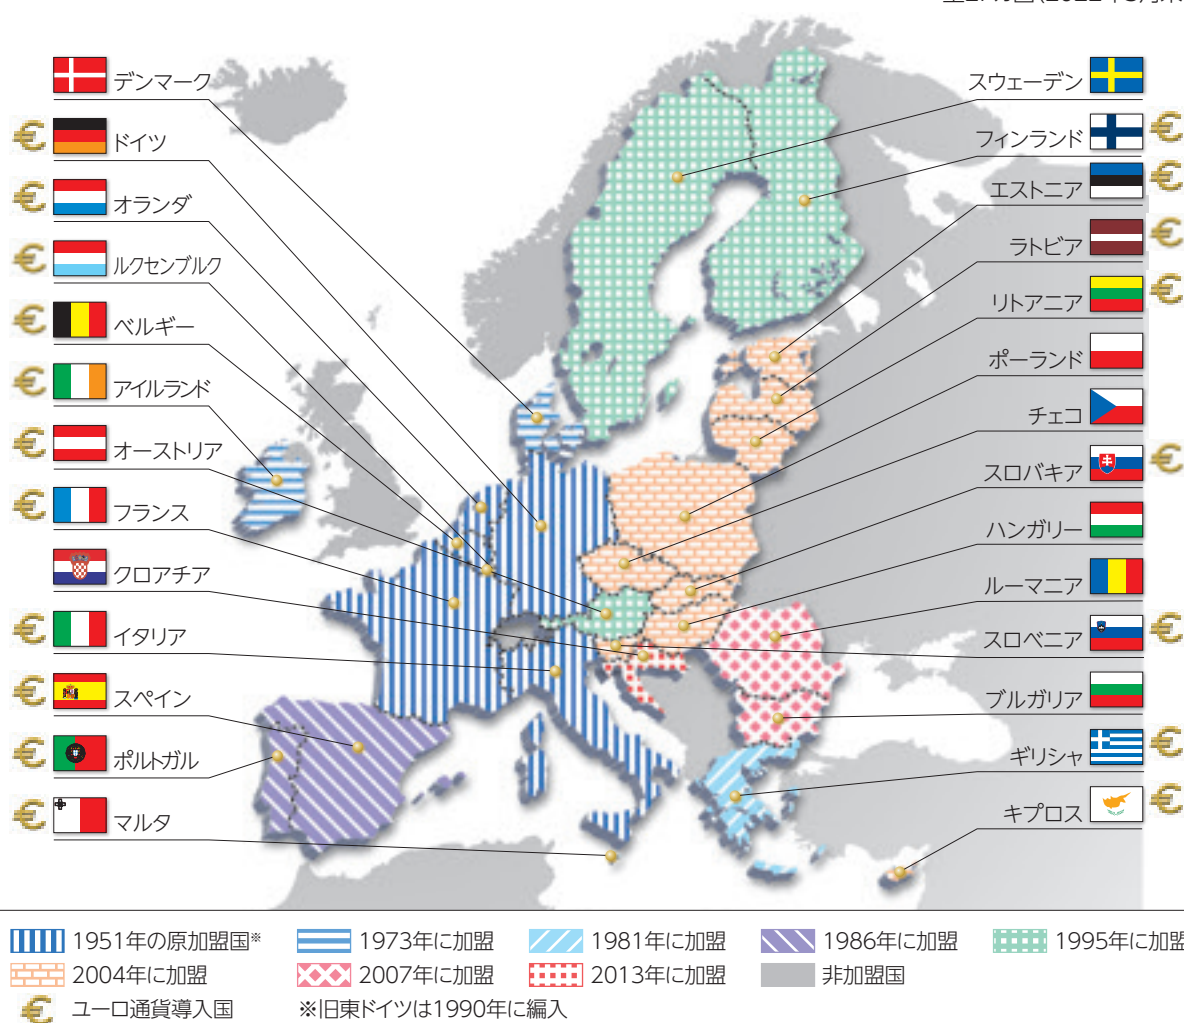 デンマーク
ドイツ
オランダ
ルクセンブルク
ベルギー
アイルランド
オーストリア
フランス
クロアチア
イタリア
スペイン
ポルトガル
マルタ
スウェーデン
フィンランド
エストニア
ラトビア
リトアニア
ポーランド
チェコ
スロバキア
ハンガリー
ルーマニア
スロベニア
ブルガリア
ギリシャ
キプロス
1951年の原加盟国※ 1973年に加盟 1981年に加盟 1986年に加盟 1995年に加盟
2004年に加盟 2007年に加盟 2013年に加盟 非加盟国
€ ユーロ通貨導入国 ※旧東ドイツは1990年に編入